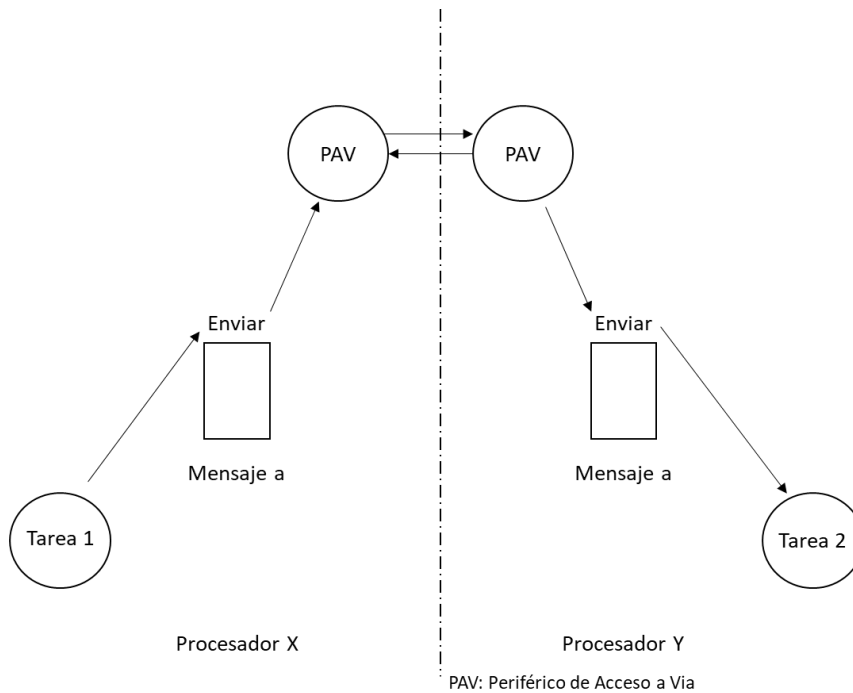 PAV
PAV
Enviar
Enviar
Mensaje a
Mensaje a
Tarea 1
Tarea 2
Procesador X
Procesador Y
PAV: Periférico de Acceso a Via